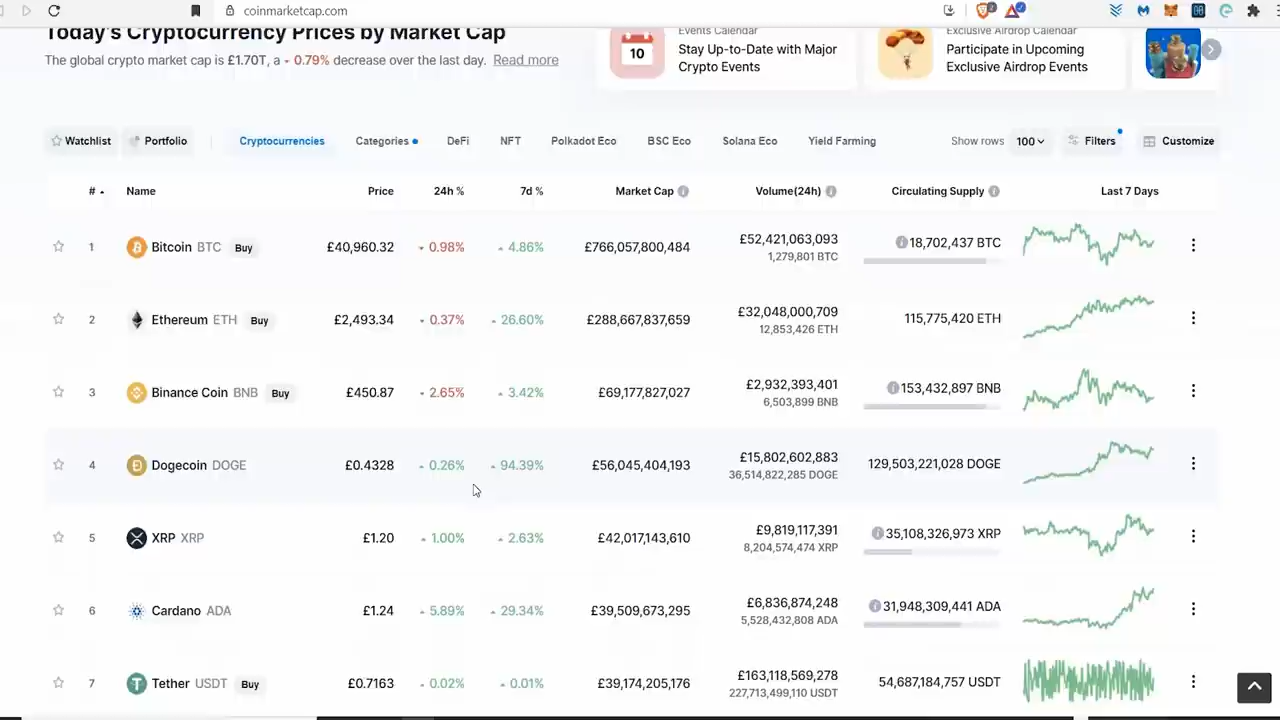 coinmarketcap.com
Today's Cryptocurrency Prices by Market Cap
The global crypto market cap is £1.70T, a 0.79% decrease over the last day. Read more
Events Calendar
10
Stay Up-to-Date with Major
Crypto Events
Exclusive Airdrop Calendar
Participate in Upcoming
Exclusive Airdrop Events
Watchlist Portfolio Cryptocurrencies Categories DeFi NFT Polkadot Eco BSC Eco Solana Eco Yield Farming Show rows 100 Filters Customize
# Name Price 24h % 7d % Market Cap Volume(24h) Circulating Supply Last 7 Days
1 Bitcoin BTC Buy £40,960.32 0.98% 4.86% £766,057,800,484 £52,421,063,093 18,702,437 BTC
1,279,801 BTC
2 Ethereum ETH Buy £2,493.34 0.37% 26.60% £288,667,837,659 £32,048,000,709 115,775,420 ETH
12,853,426 ETH
3 Binance Coin BNB Buy £450.87 2.65% 3.42% £69,177,827,027 £2,932,393,401 153,432,897 BNB
6,503,899 BNB
4 Dogecoin DOGE £0.4328 0.26% 94.39% £56,045,404,193 £15,802,602,883 129,503,221,028 DOGE
36,514,822,285 DOGE
5 XRP XRP £1.20 1.00% 2.63% £42,017,143,610 £9,819,117,391 35,108,326,973 XRP
8,204,574,474 XRP
6 Cardano ADA £1.24 5.89% 29.34% £39,509,673,295 £6,836,874,248 31,948,309,441 ADA
5,528,432,808 ADA
7 Tether USDT Buy £0.7163 0.02% 0.01% £39,174,205,176 £163,118,569,278 54,687,184,757 USDT
227,713,499,110 USDT